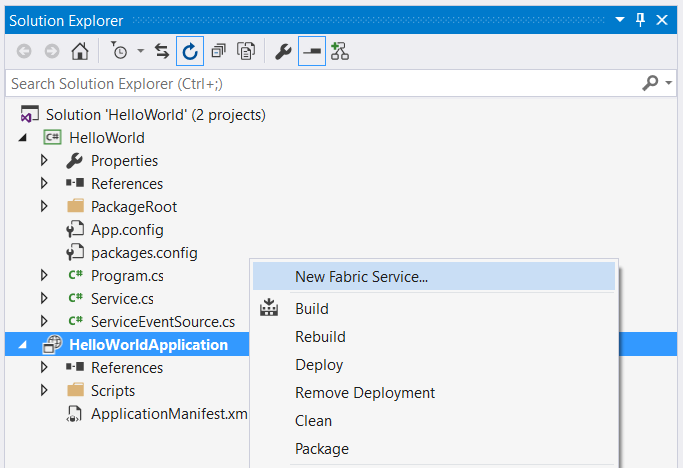 Solution Explorer
Search Solution Explorer (Ctrl+;)
Solution 'HelloWorld' (2 projects)
C# HelloWorld
Properties
References
PackageRoot
App.config
packages.config
New Fabric Service...
C# Program.cs
C# Service.cs
Build
C# ServiceEventSource.cs
Rebuild
HelloWorldApplication
References
Deploy
Scripts
Remove Deployment
ApplicationManifest.xm
Clean
Package